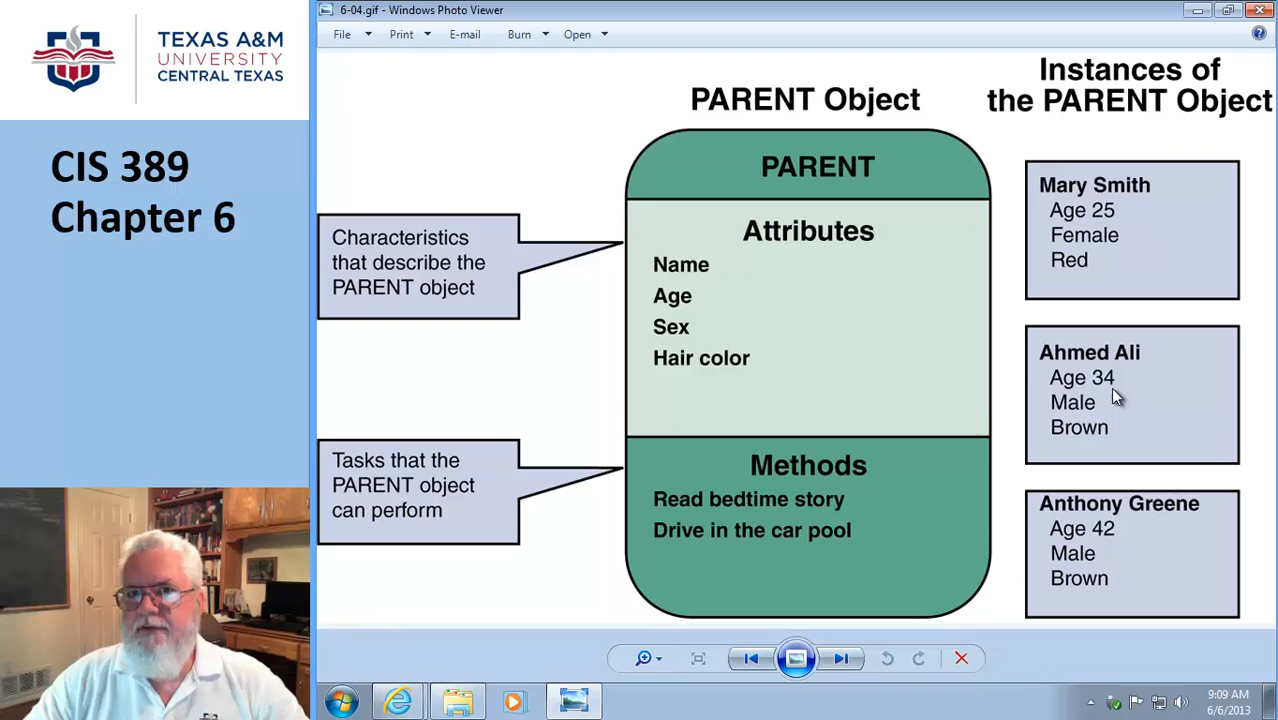 TEXAS A&M
UNIVERSITY
CENTRAL TEXAS
CIS 389
Chapter 6
6-04.gif - Windows Photo Viewer
File Print E-mail Burn Open
PARENT Object
Instances of
the PARENT Object
PARENT
Attributes
Name
Age
Sex
Hair color
Methods
Read bedtime story
Drive in the car pool
Characteristics
that describe the
PARENT object
Tasks that the
PARENT object
can perform
Mary Smith
Age 25
Female
Red
Ahmed Ali
Age 34
Male
Brown
Anthony Greene
Age 42
Male
Brown
9:09 AM
6/6/2013